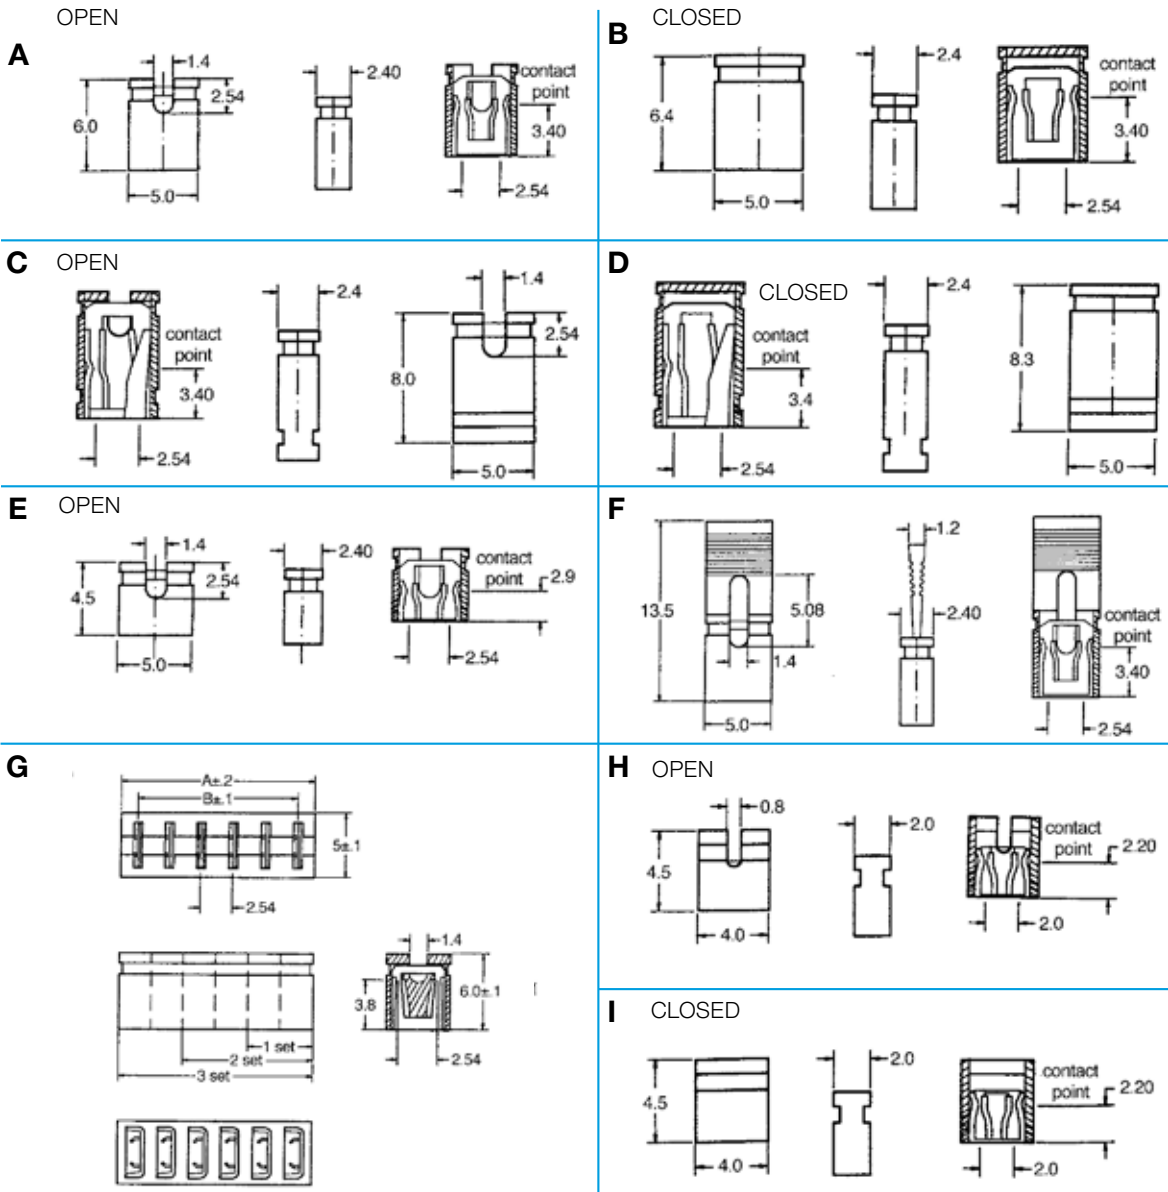 A
OPEN
1.4
2.54
6.0
5.0
2.40
contact
point
3.40
2.54
B
CLOSED
6.4
5.0
2.4
contact
point
3.40
2.54
C
OPEN
contact
point
3.40
2.54
2.4
1.4
2.54
8.0
5.0
D
CLOSED
contact
point
3.4
2.54
2.4
8.3
5.0
E
OPEN
1.4
2.54
4.5
5.0
2.40
contact
point
2.9
2.54
F
13.5
5.08
1.4
5.0
1.2
2.40
contact
point
3.40
2.54
G
A±.2
B±.1
5±.1
2.54
1 set
2 set
3 set
1.4
3.8
6.0±.1
2.54
H
OPEN
0.8
4.5
4.0
2.0
contact
point
2.20
2.0
I
CLOSED
4.5
4.0
2.0
contact
point
2.20
2.0